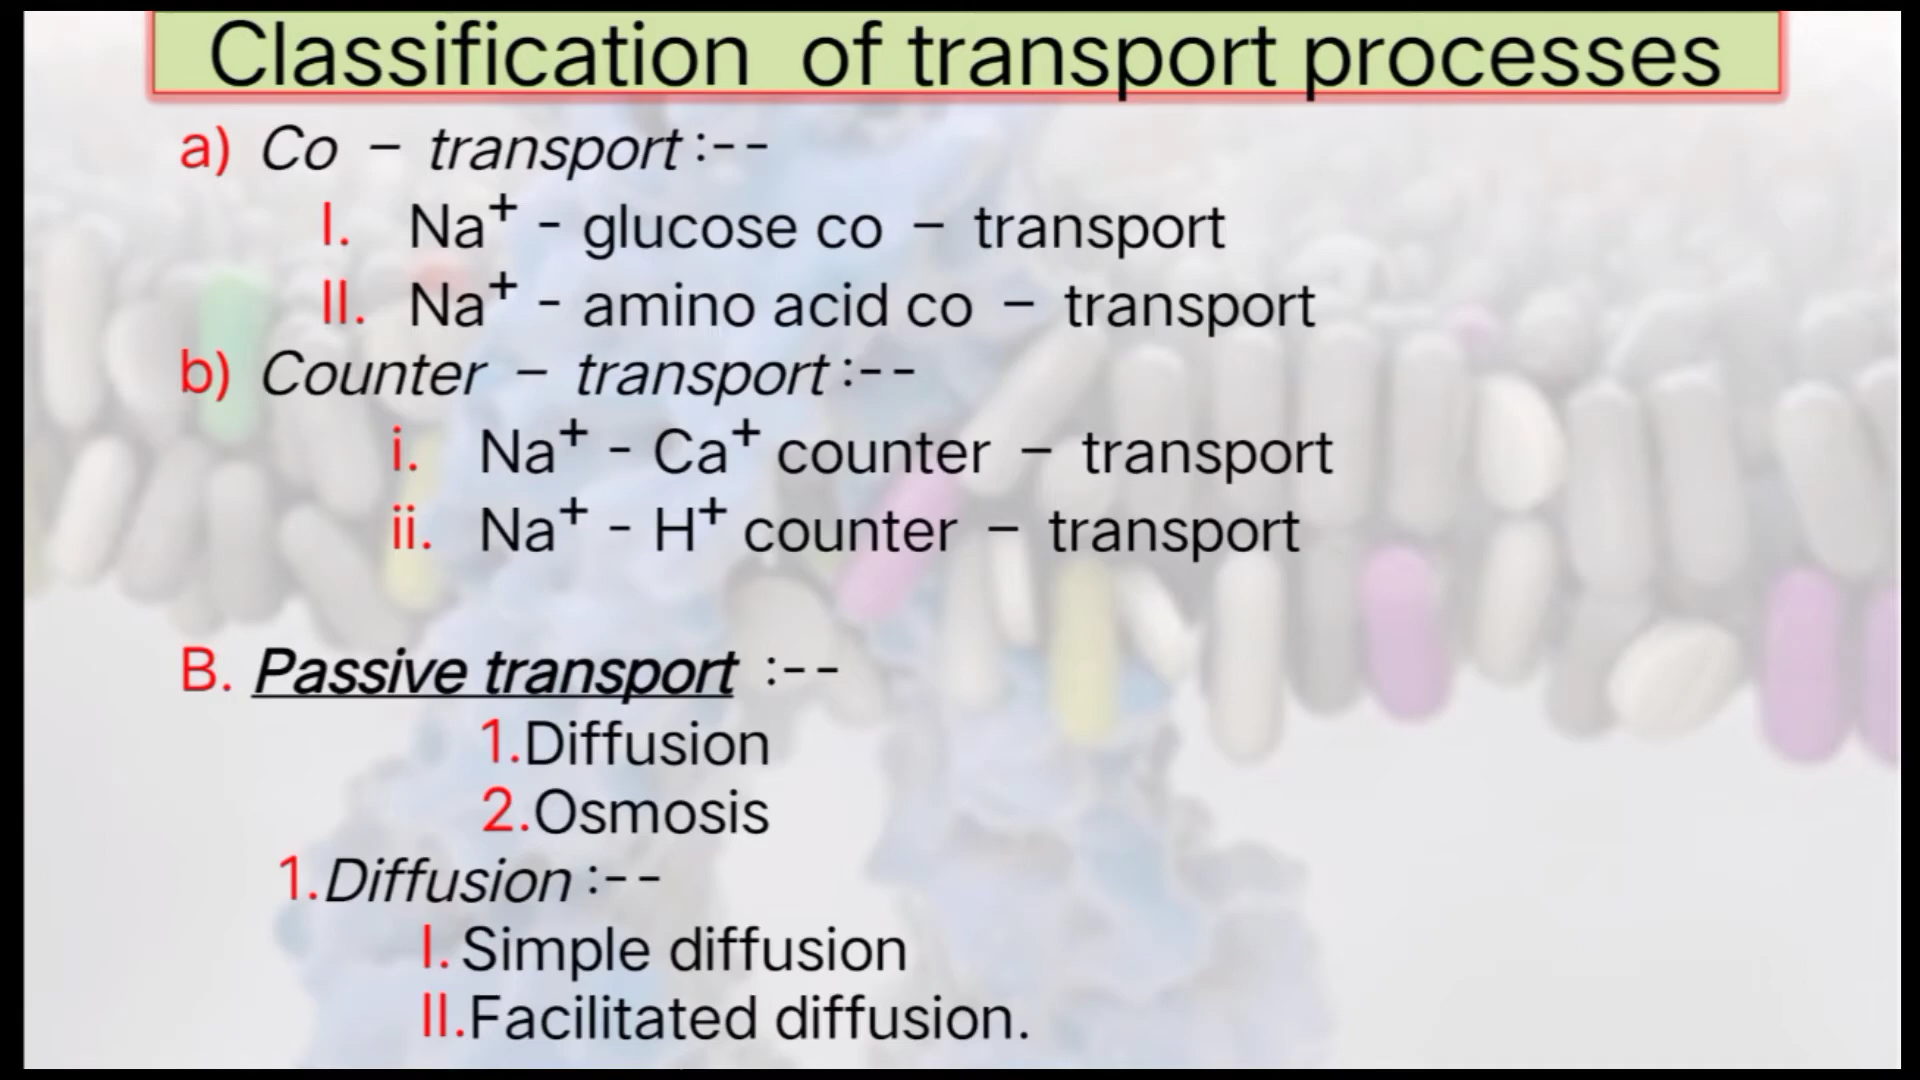 Classification of transport processes
a) Co – transport :--
I. Na⁺ - glucose co – transport
II. Na⁺ - amino acid co – transport
b) Counter – transport :--
i. Na⁺ - Ca⁺ counter – transport
ii. Na⁺ - H⁺ counter – transport
B. Passive transport :--
1.Diffusion
2.Osmosis
1.Diffusion :--
I. Simple diffusion
II.Facilitated diffusion.